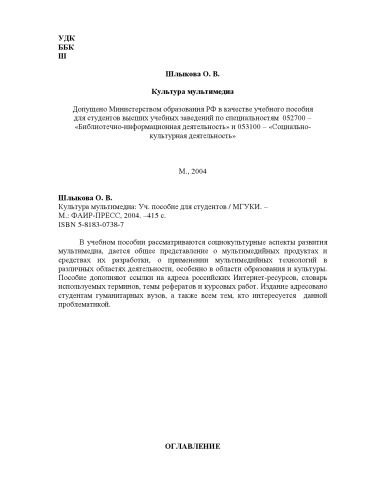 УДК
ББК
Ш
Шлыкова О. В.
Культура мультимедиа
Допущено Министерством образования РФ в качестве учебного пособия
для студентов высших учебных заведений по специальностям 052700 –
«Библиотечно-информационная деятельность» и 053100 – «Социально-
культурная деятельность»
М., 2004
Шлыкова О. В.
Культура мультимедиа: Уч. пособие для студентов / МГУКИ. –
М.: ФАИР-ПРЕСС, 2004. –415 с.
ISBN 5-8183-0738-7
В учебном пособии рассматриваются социокультурные аспекты развития
мультимедиа, дается общее представление о мультимедийных продуктах и
средствах их разработки, о применении мультимедийных технологий в
различных областях деятельности, особенно в области образования и культуры.
Пособие дополняют ссылки на адреса российских Интернет-ресурсов, словарь
используемых терминов, темы рефератов и курсовых работ. Издание адресовано
студентам гуманитарных вузов, а также всем тем, кто интересуется данной
проблематикой.
ОГЛАВЛЕНИЕ